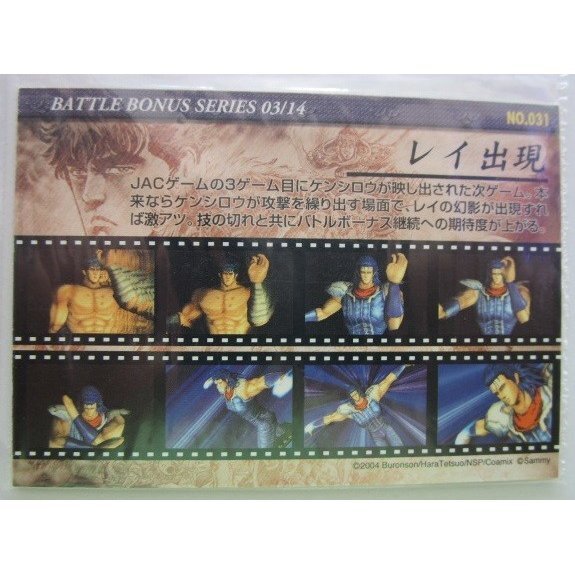 BATTLE BONUS SERIES 03/14
NO.031
レイ出現
JACゲームの3ゲーム目にケンシロウが映し出された次ゲーム。本
来ならケンシロウが攻撃を繰り出す場面で、レイの幻影が出現すれ
ば激アツ。技の切れと共にバトルボーナス継続への期待度が上がる。
©2004 Buronson/HaraTetsuo/NSP/Coamix ©Sammy